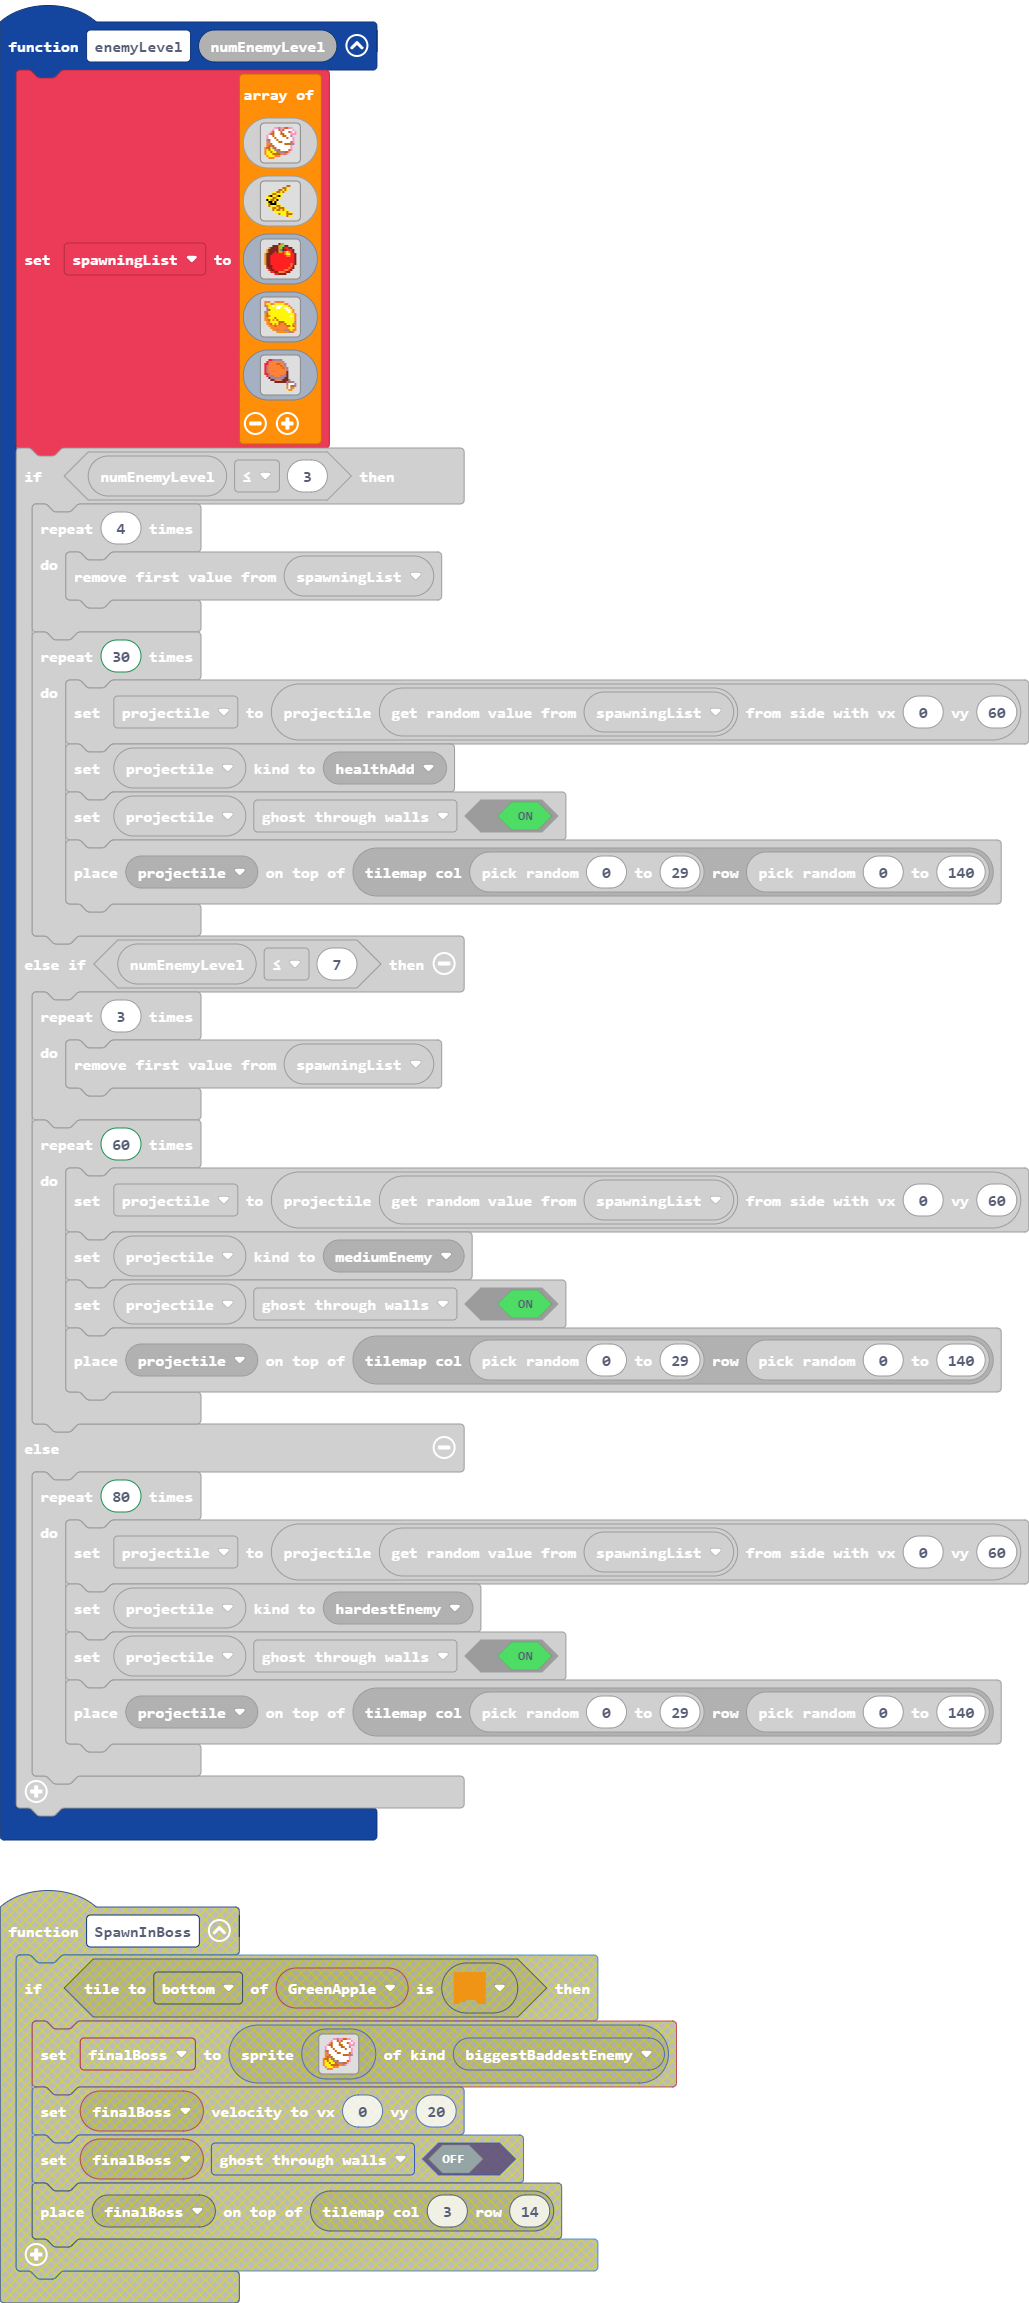 function enemyLevel numEnemyLevel
array of
set spawningList to
if numEnemyLevel ≤ 3 then
repeat 4 times
do
remove first value from spawningList
repeat 30 times
do
set projectile to projectile get random value from spawningList from side with vx 0 vy 60
set projectile kind to healthAdd
set projectile ghost through walls ON
place projectile on top of tilemap col pick random 0 to 29 row pick random 0 to 140
else if numEnemyLevel ≤ 7 then
repeat 3 times
do
remove first value from spawningList
repeat 60 times
do
set projectile to projectile get random value from spawningList from side with vx 0 vy 60
set projectile kind to mediumEnemy
set projectile ghost through walls ON
place projectile on top of tilemap col pick random 0 to 29 row pick random 0 to 140
else
repeat 80 times
do
set projectile to projectile get random value from spawningList from side with vx 0 vy 60
set projectile kind to hardestEnemy
set projectile ghost through walls ON
place projectile on top of tilemap col pick random 0 to 29 row pick random 0 to 140
function SpawnInBoss
if tile to bottom of GreenApple is then
set finalBoss to sprite of kind biggestBaddestEnemy
set finalBoss velocity to vx 0 vy 20
set finalBoss ghost through walls OFF
place finalBoss on top of tilemap col 3 row 14